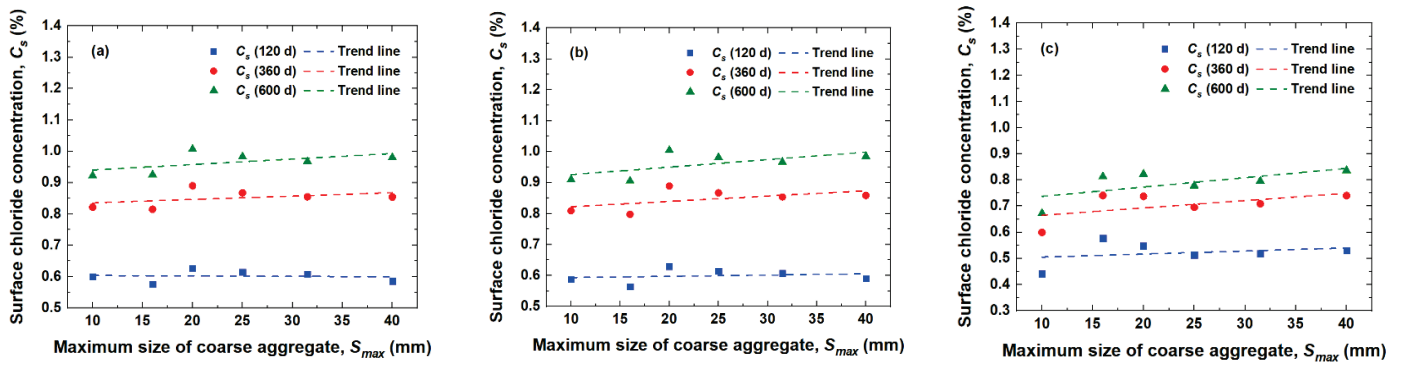 Surface chloride concentration, Cs (%)
1.4
1.3
1.2
1.1
1.0
0.9
0.8
0.7
0.6
0.5
(a)
Cs (120 d) Trend line
Cs (360 d) Trend line
Cs (600 d) Trend line
10 15 20 25 30 35 40
Maximum size of coarse aggregate, Smax (mm)
Surface chloride concentration, Cs (%)
1.4
1.3
1.2
1.1
1.0
0.9
0.8
0.7
0.6
0.5
(b)
Cs (120 d) Trend line
Cs (360 d) Trend line
Cs (600 d) Trend line
10 15 20 25 30 35 40
Maximum size of coarse aggregate, Smax (mm)
Surface chloride concentration, Cs (%)
1.4
1.3
1.2
1.1
1.0
0.9
0.8
0.7
0.6
0.5
0.4
0.3
(c)
Cs (120 d) Trend line
Cs (360 d) Trend line
Cs (600 d) Trend line
10 15 20 25 30 35 40
Maximum size of coarse aggregate, Smax (mm)